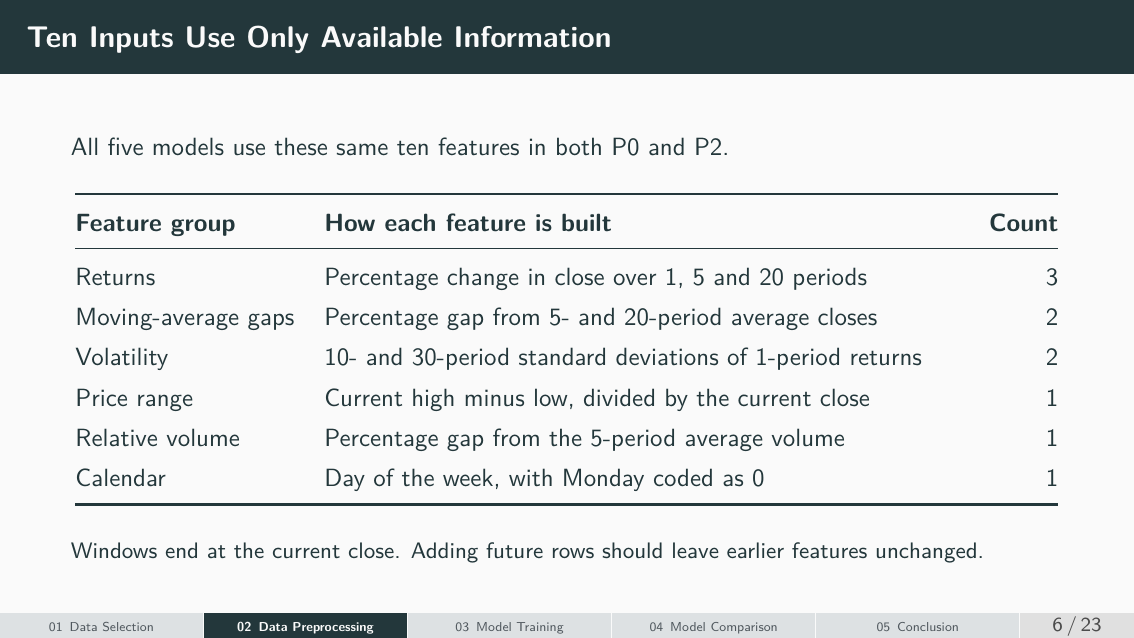 Ten Inputs Use Only Available Information
All five models use these same ten features in both P0 and P2.
Feature group How each feature is built Count
Returns Percentage change in close over 1, 5 and 20 periods 3
Moving-average gaps Percentage gap from 5- and 20-period average closes 2
Volatility 10- and 30-period standard deviations of 1-period returns 2
Price range Current high minus low, divided by the current close 1
Relative volume Percentage gap from the 5-period average volume 1
Calendar Day of the week, with Monday coded as 0 1
Windows end at the current close. Adding future rows should leave earlier features unchanged.
01 Data Selection 02 Data Preprocessing 03 Model Training 04 Model Comparison 05 Conclusion 6 / 23